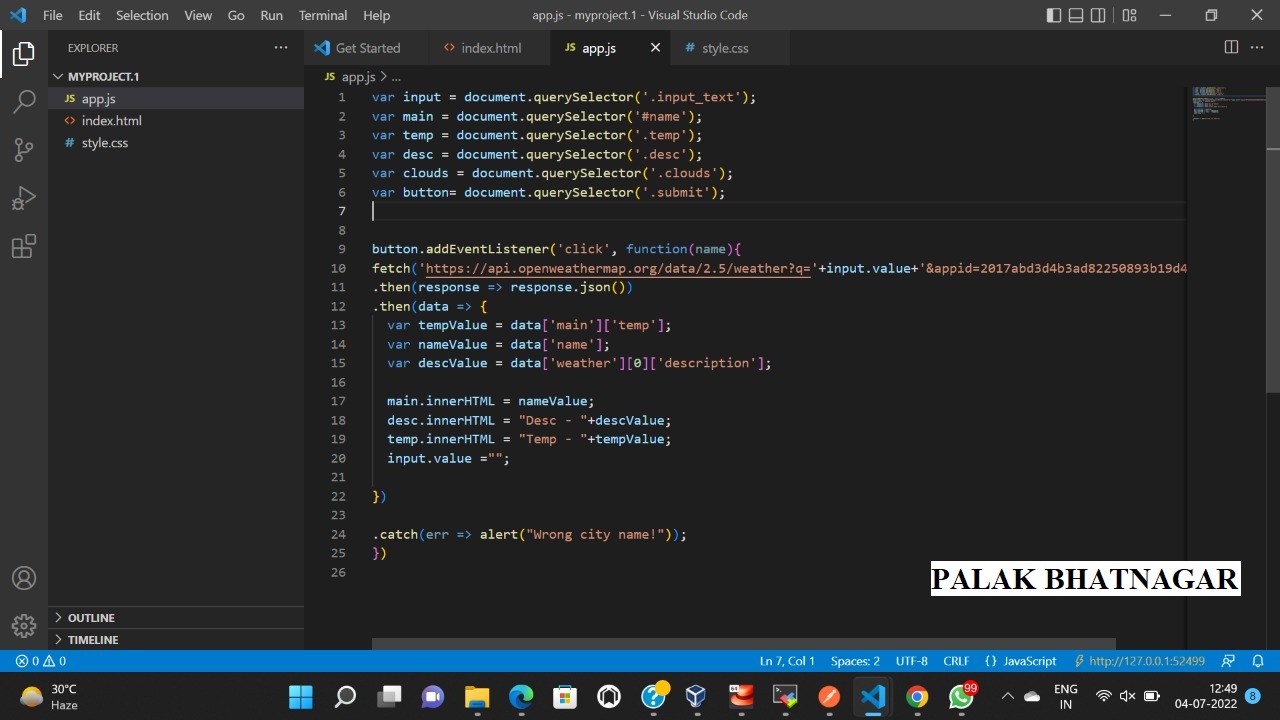 File Edit Selection View Go Run Terminal Help app.js - myproject.1 - Visual Studio Code
EXPLORER
Get Started index.html JS app.js style.css
MYPROJECT.1
JS app.js
index.html
style.css
JS app.js > ...
1 var input = document.querySelector('.input_text');
2 var main = document.querySelector('#name');
3 var temp = document.querySelector('.temp');
4 var desc = document.querySelector('.desc');
5 var clouds = document.querySelector('.clouds');
6 var button= document.querySelector('.submit');
7
8
9 button.addEventListener('click', function(name){
10 fetch('https://api.openweathermap.org/data/2.5/weather?q='+input.value+'&appid=2017abd3d4b3ad82250893b19d4
11 .then(response => response.json())
12 .then(data => {
13 var tempValue = data['main']['temp'];
14 var nameValue = data['name'];
15 var descValue = data['weather'][0]['description'];
16
17 main.innerHTML = nameValue;
18 desc.innerHTML = "Desc - "+descValue;
19 temp.innerHTML = "Temp - "+tempValue;
20 input.value ="";
21
22 })
23
24 .catch(err => alert("Wrong city name!"));
25 })
26
PALAK BHATNAGAR
OUTLINE
TIMELINE
0 0 Ln 7, Col 1 Spaces: 2 UTF-8 CRLF {} JavaScript http://127.0.0.1:52499
30°C
Haze
99
ENG
IN
12:49
04-07-2022
8